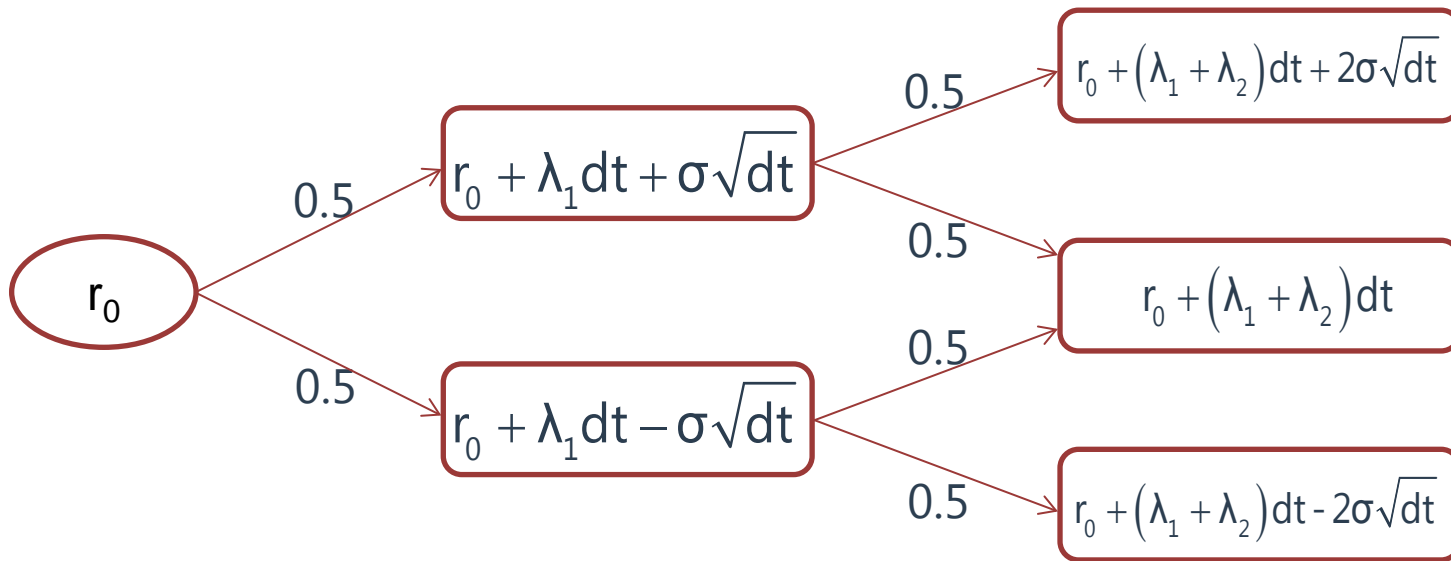 r₀
0.5
0.5
r₀ + λ₁dt + σ√dt
r₀ + λ₁dt − σ√dt
0.5
0.5
0.5
0.5
r₀ + (λ₁ + λ₂)dt + 2σ√dt
r₀ + (λ₁ + λ₂)dt
r₀ + (λ₁ + λ₂)dt - 2σ√dt